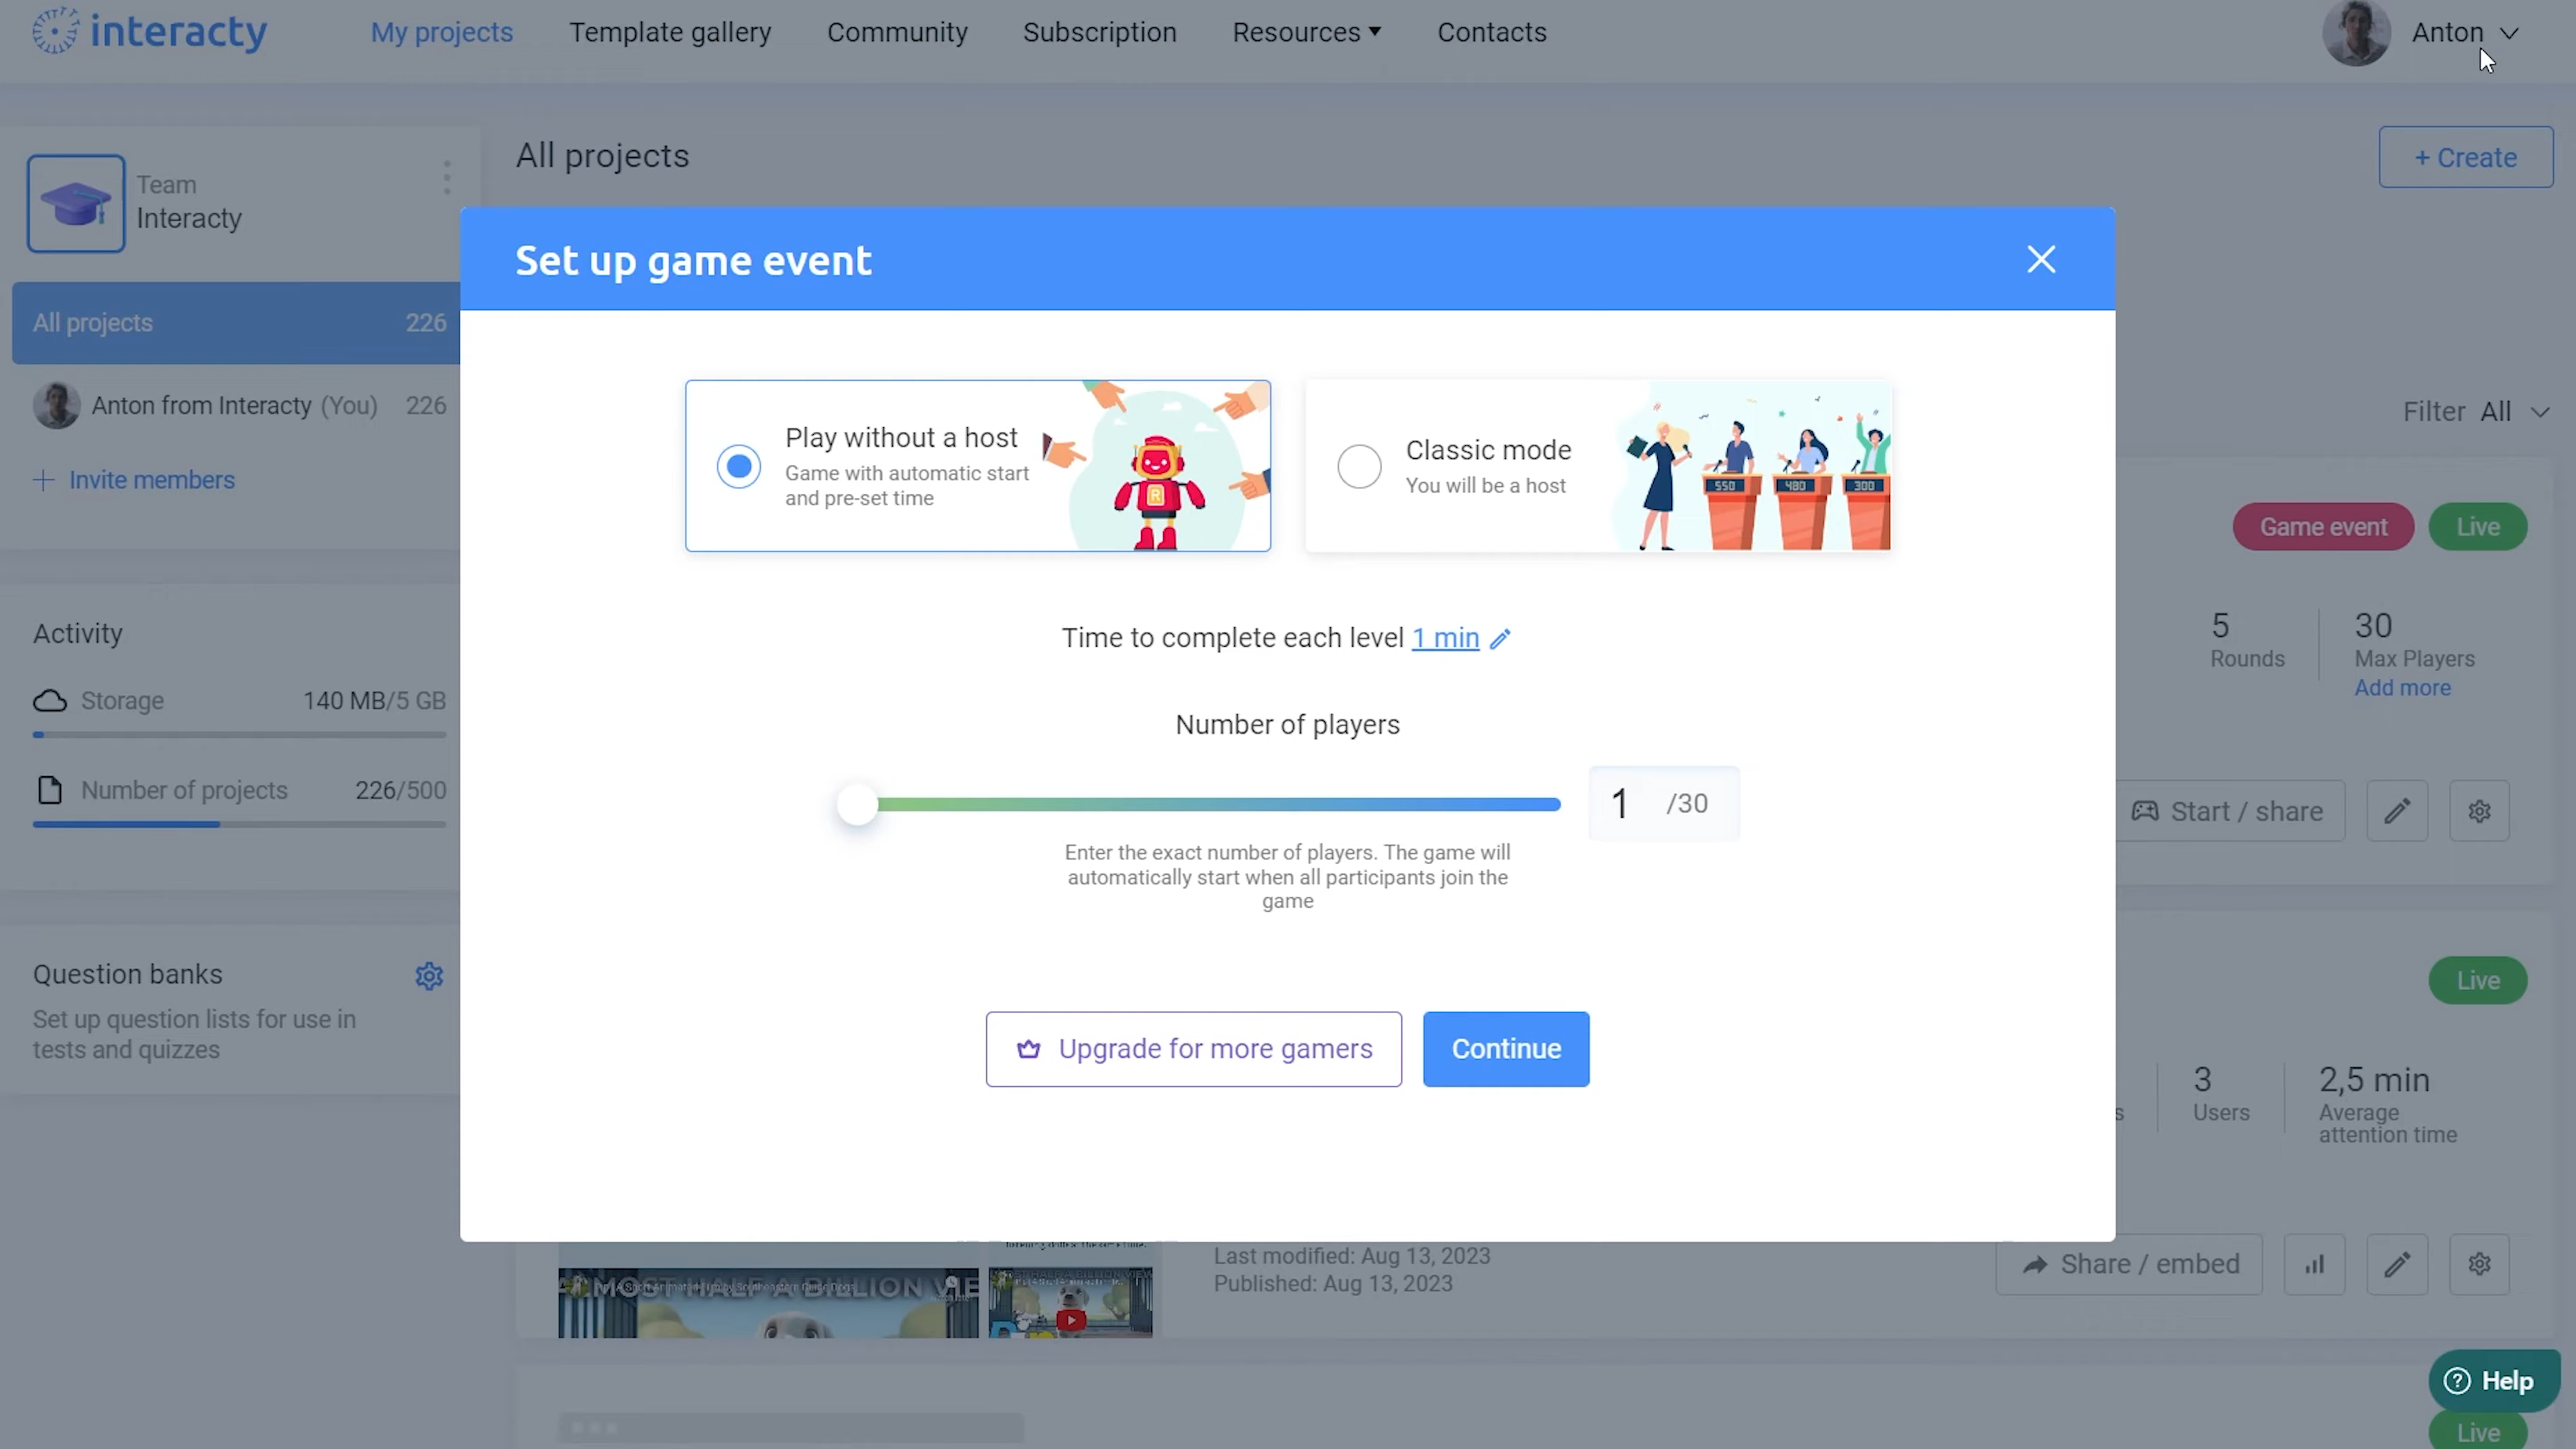 interacty
My projects
Template gallery
Community
Subscription
Resources
Contacts
Anton
Team
Interacty
All projects
+ Create
All projects 226
Anton from Interacty (You) 226
Invite members
Activity
Storage 140 MB/5 GB
Number of projects 226/500
Question banks
Set up question lists for use in
tests and quizzes
Set up game event
Play without a host
Game with automatic start
and pre-set time
R
Classic mode
You will be a host
550 480 300
Time to complete each level 1 min
Number of players
1 /30
Enter the exact number of players. The game will
automatically start when all participants join the
game
Upgrade for more gamers
Continue
Filter All
Game event
Live
5
Rounds
30
Max Players
Add more
Start / share
Live
s
3
Users
2,5 min
Average
attention time
Last modified: Aug 13, 2023
Published: Aug 13, 2023
MOST HALF A BILLION VIE
Share / embed
Help
Live